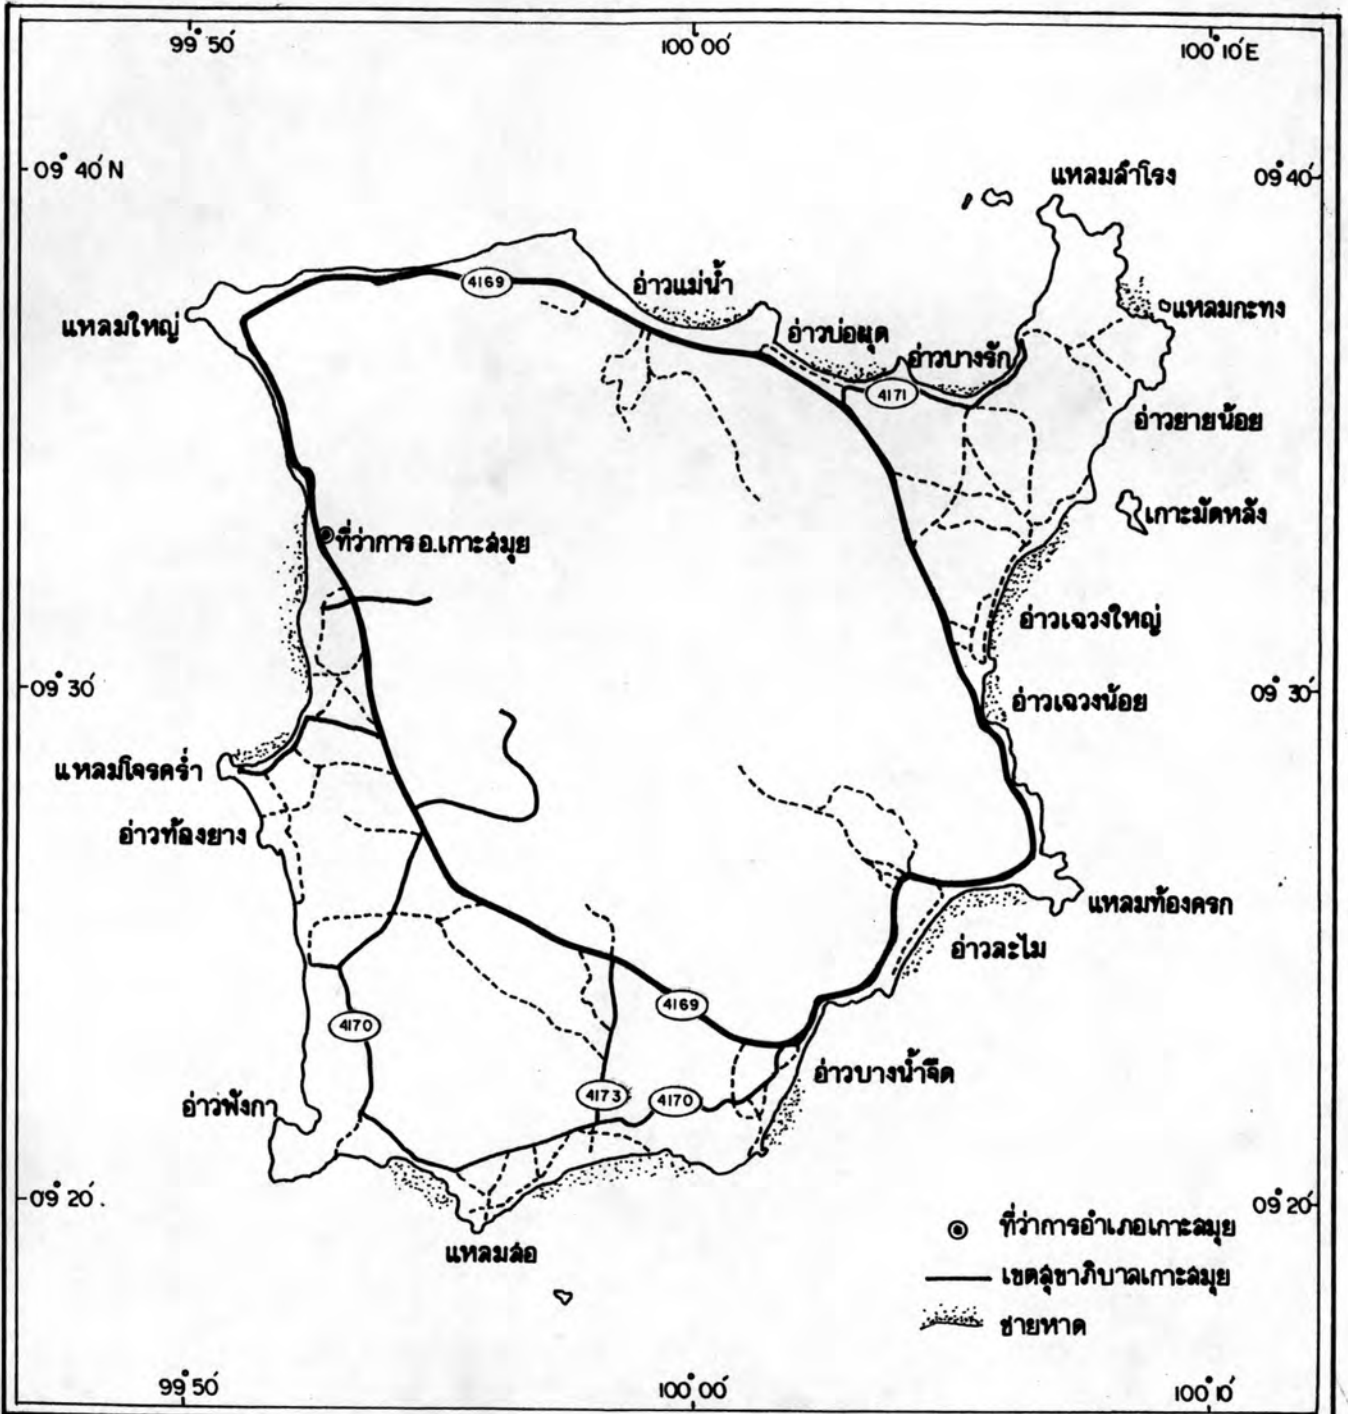 99° 50′
100° 00′
100° 10′ E
09° 40′ N
09° 40′
แหลมลำโรง
อ่าวแม่น้ำ
4169
แหลมใหญ่
แหลมกะทง
อ่าวบ่อผุด
อ่าวบางรัก
4171
อ่าวยายน้อย
เกาะมัดหลัง
ที่ว่าการ อ.เกาะสมุย
อ่าวเฉวงใหญ่
09° 30′
อ่าวเฉวงน้อย
09° 30′
แหลมโจรคร่ำ
อ่าวท้องยาง
แหลมท้องครก
อ่าวละไม
4169
4170
อ่าวบางน้ำจืด
4173
4170
อ่าวพังกา
09° 20′
09° 20′
แหลมส่อ
ที่ว่าการอำเภอเกาะสมุย
เขตสุขาภิบาลเกาะสมุย
ชายหาด
99° 50′
100° 00′
100° 10′